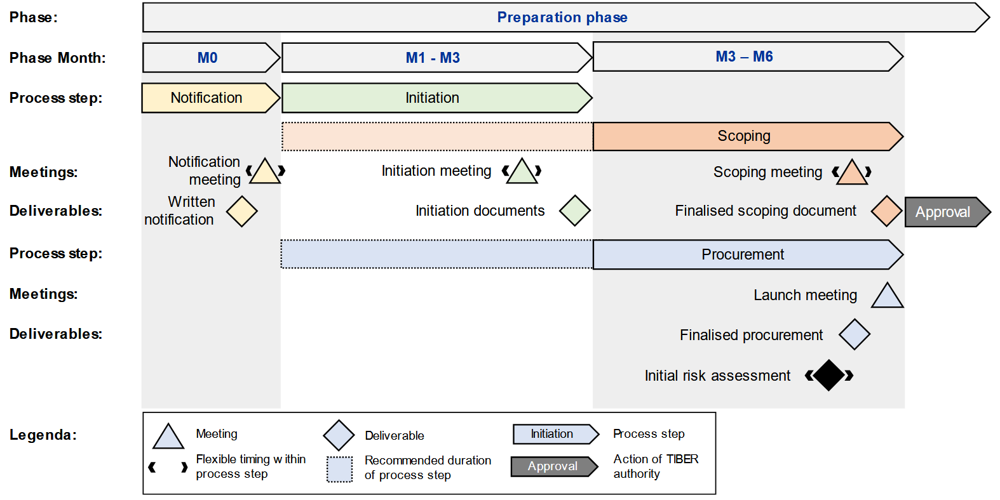 Phase:
Preparation phase
Phase Month:
M0
M1 - M3
M3 – M6
Process step:
Notification
Initiation
Scoping
Meetings:
Notification
meeting
Initiation meeting
Scoping meeting
Deliverables:
Written
notification
Initiation documents
Finalised scoping document
Approval
Process step:
Procurement
Meetings:
Launch meeting
Deliverables:
Finalised procurement
Initial risk assessment
Legenda:
Meeting
Deliverable
Initiation
Process step
Flexible timing within
process step
Recommended duration
of process step
Approval
Action of TIBER
authority